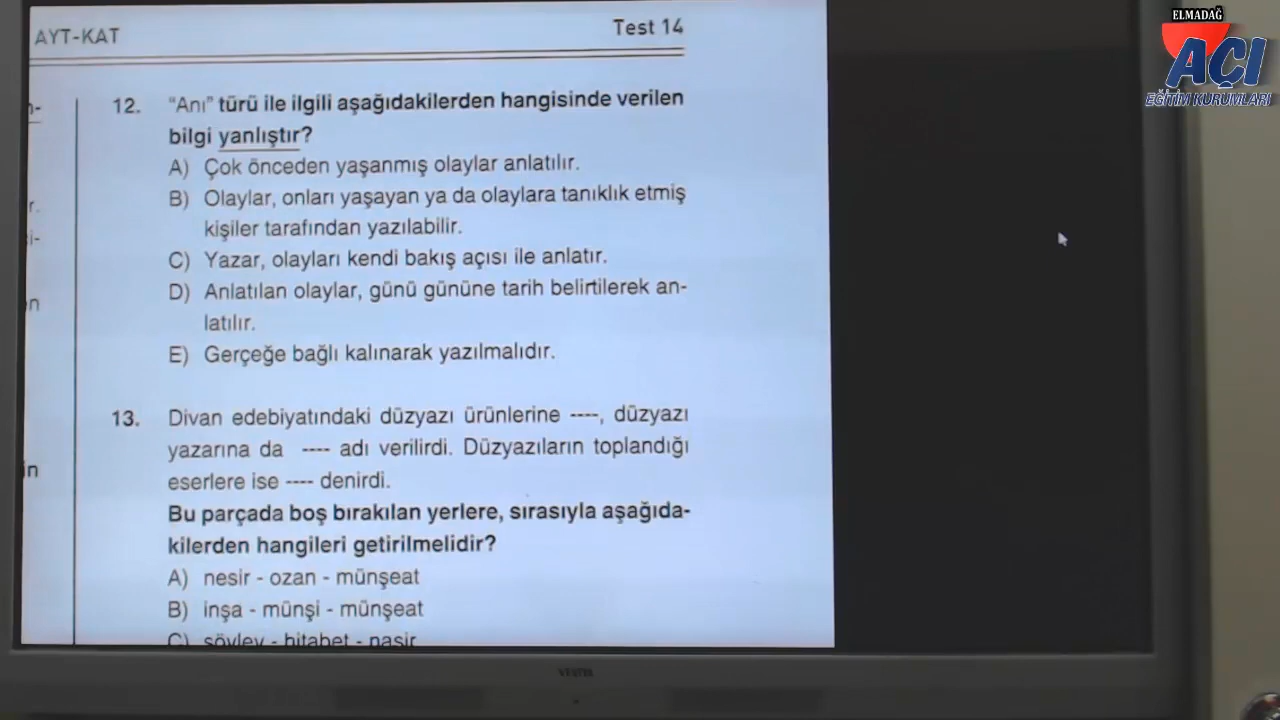 ELMADAĞ
AÇI
EĞİTİM KURUMLARI
AYT-KAT
Test 14
12. "Anı" türü ile ilgili aşağıdakilerden hangisinde verilen
bilgi yanlıştır?
A) Çok önceden yaşanmış olaylar anlatılır.
B) Olaylar, onları yaşayan ya da olaylara tanıklık etmiş
kişiler tarafından yazılabilir.
C) Yazar, olayları kendi bakış açısı ile anlatır.
D) Anlatılan olaylar, günü gününe tarih belirtilerek an-
latılır.
E) Gerçeğe bağlı kalınarak yazılmalıdır.
13. Divan edebiyatındaki düzyazı ürünlerine ----, düzyazı
yazarına da ---- adı verilirdi. Düzyazıların toplandığı
eserlere ise ---- denirdi.
Bu parçada boş bırakılan yerlere, sırasıyla aşağıda-
kilerden hangileri getirilmelidir?
A) nesir - ozan - münşeat
B) inşa - münşi - münşeat
C) söylev - hitabet - nasir
VESTEL